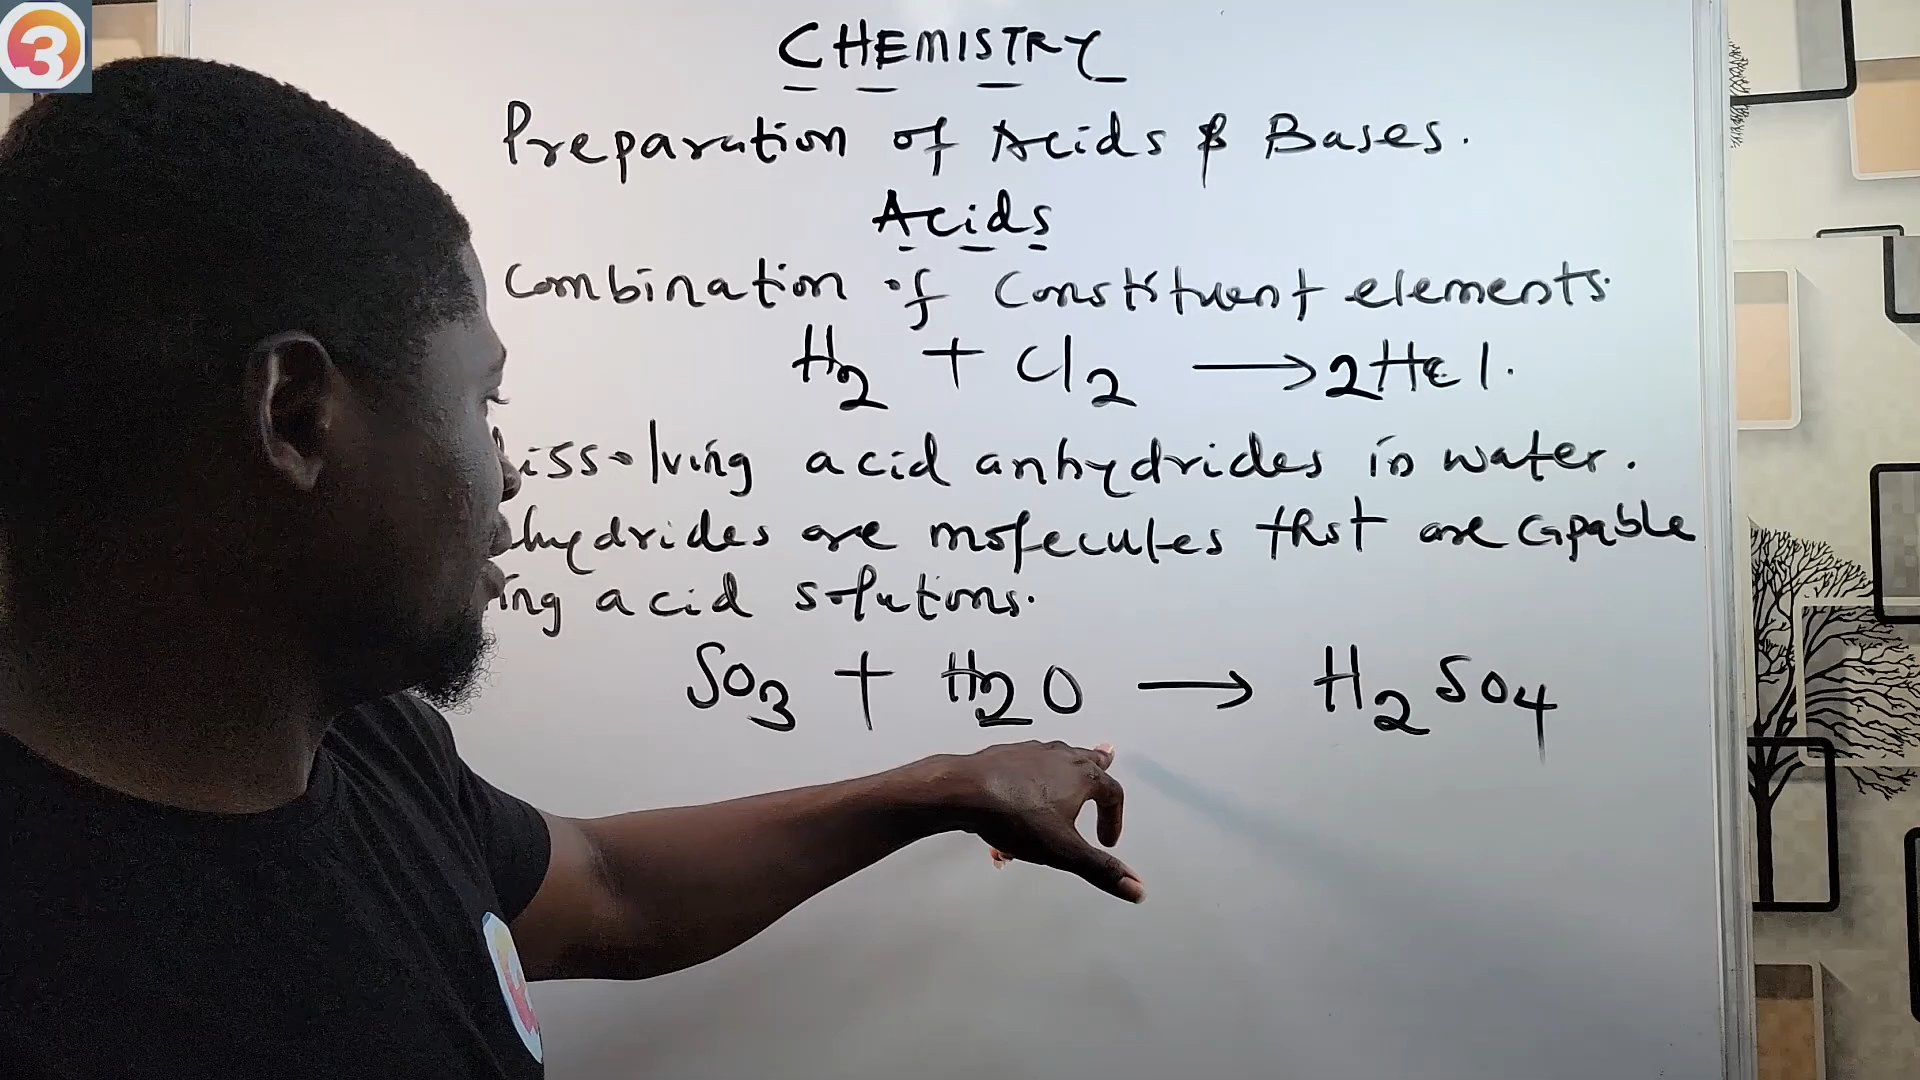 3
CHEMISTRY
Preparation of Acids & Bases.
Acids
Combination of Constituent elements.
H2 + Cl2 → 2HCl.
issolving acid anhydrides in water.
hydrides are molecules that are Capable
ing acid solutions.
SO3 + H2O → H2SO4